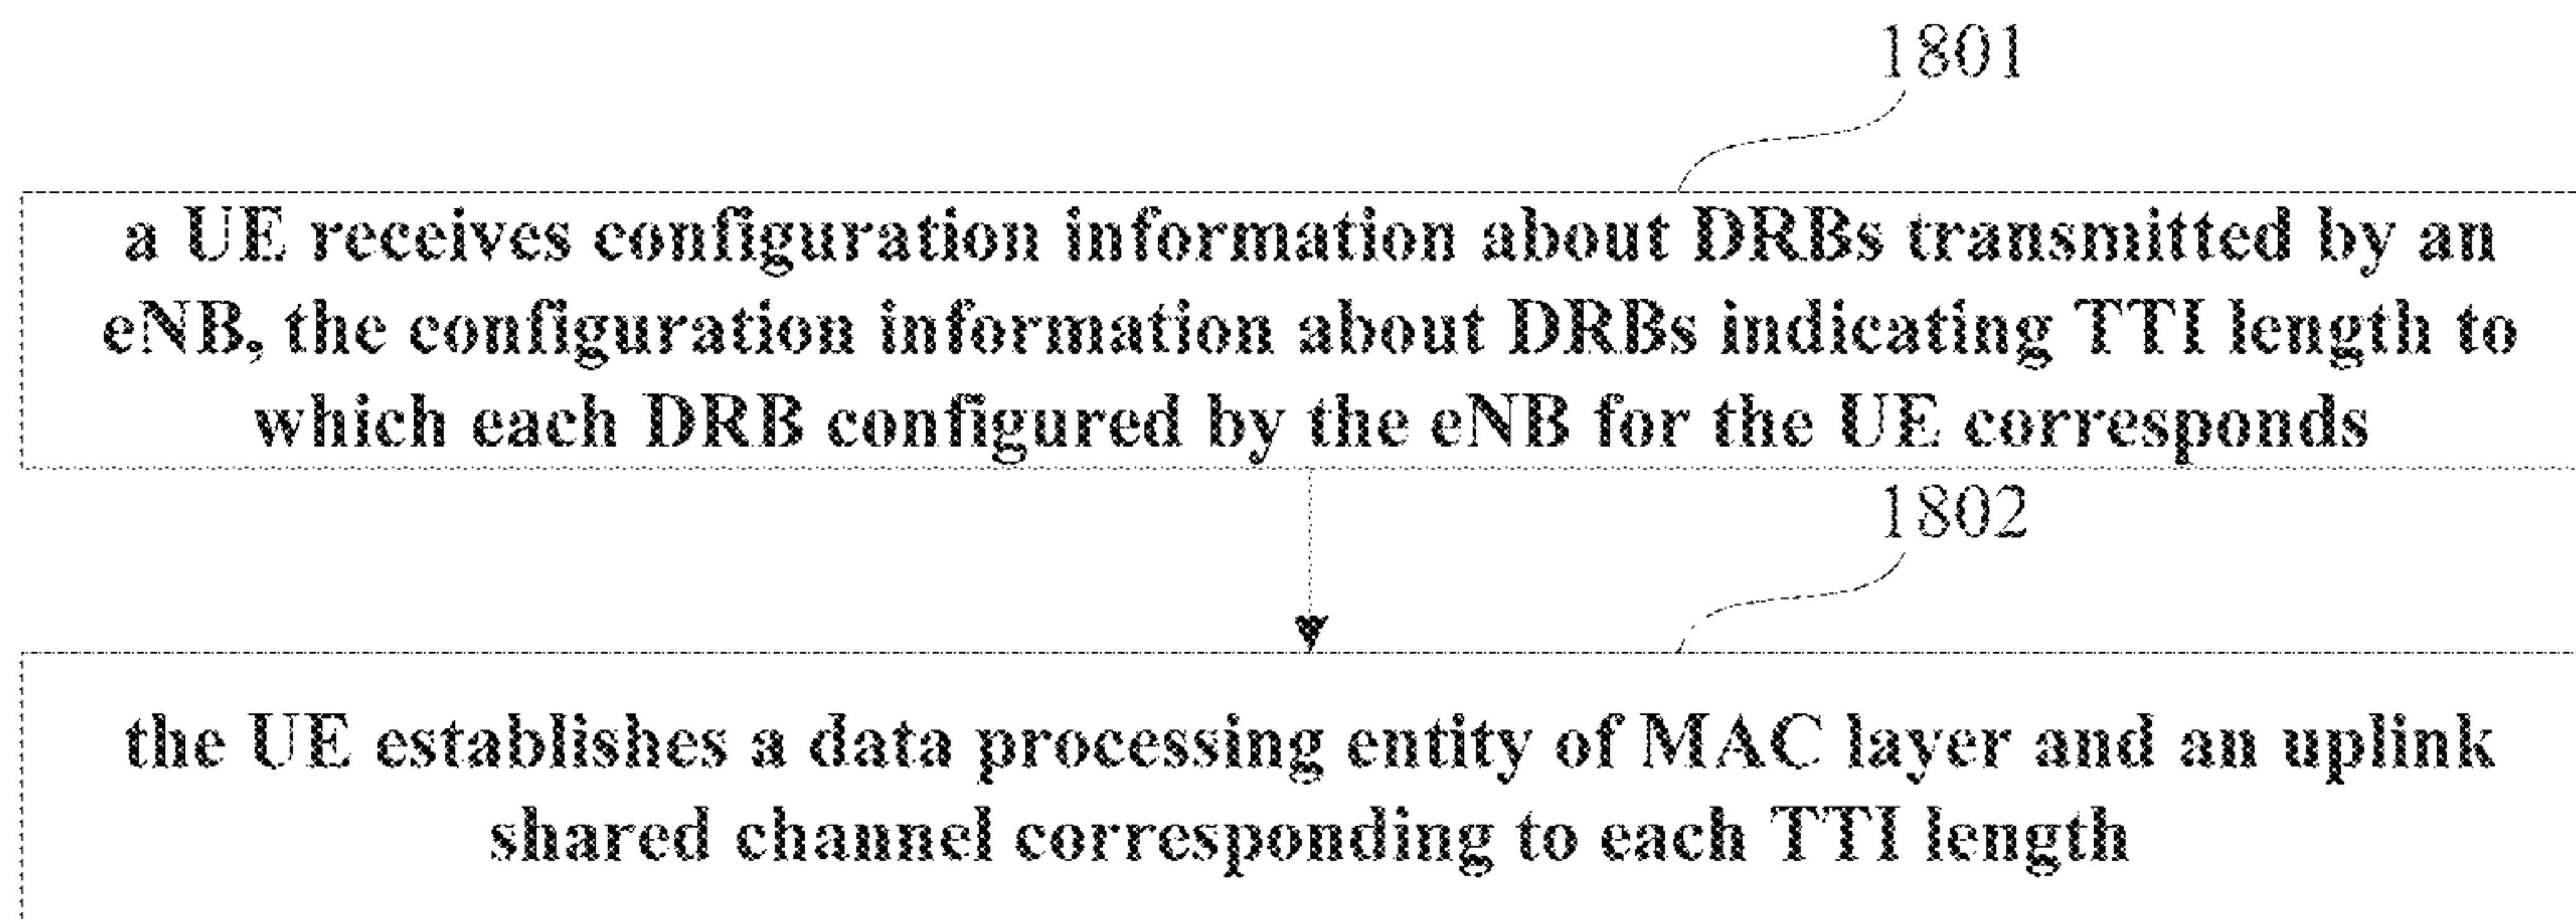 1801
a UE receives configuration information about DRBs transmitted by an
eNB, the configuration information about DRBs indicating TTI length to
which each DRB configured by the eNB for the UE corresponds
1802
the UE establishes a data processing entity of MAC layer and an uplink
shared channel corresponding to each TTI length